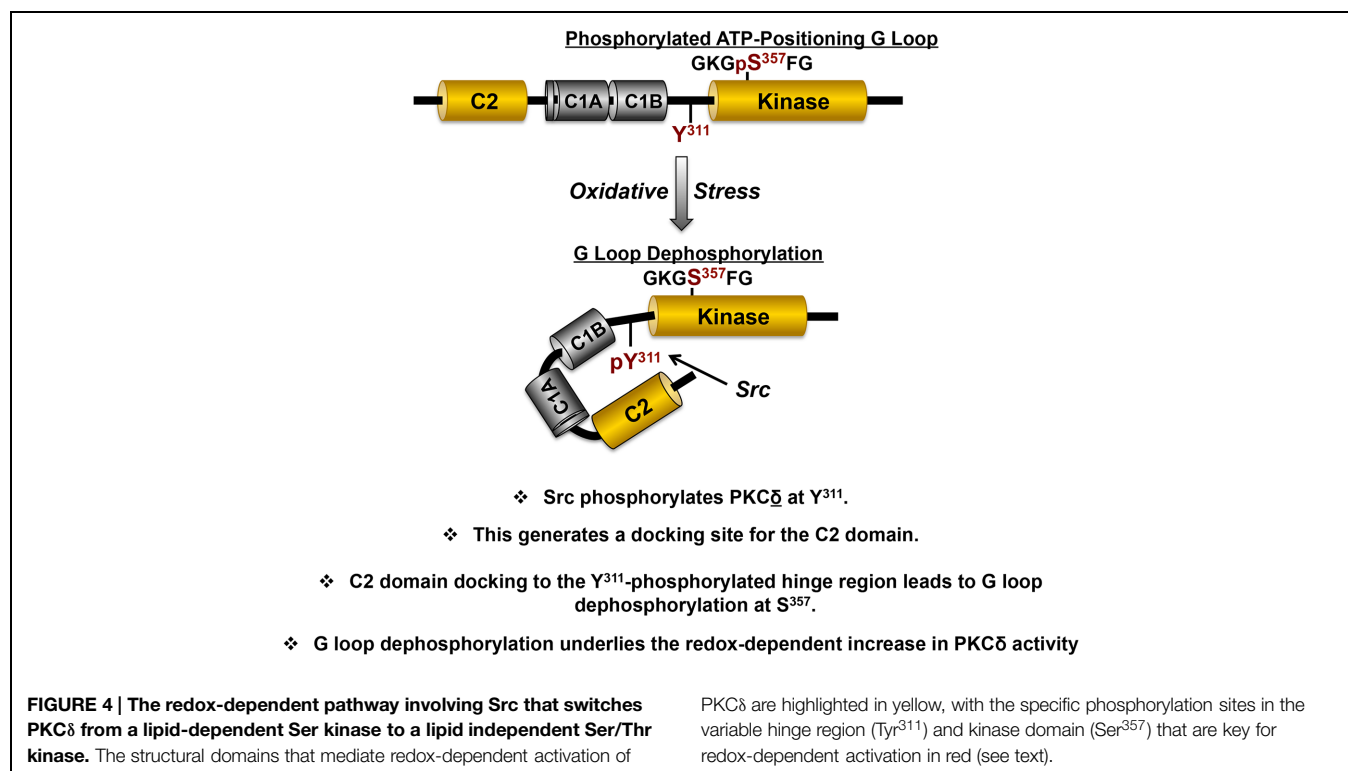 Phosphorylated ATP-Positioning G Loop
GKGpS³⁵⁷FG
C2
C1A
C1B
Kinase
Y³¹¹
Oxidative Stress
G Loop Dephosphorylation
GKGS³⁵⁷FG
Kinase
C1B
pY³¹¹
C1A
C2
Src
❖ Src phosphorylates PKCδ at Y³¹¹.
❖ This generates a docking site for the C2 domain.
❖ C2 domain docking to the Y³¹¹-phosphorylated hinge region leads to G loop
dephosphorylation at S³⁵⁷.
❖ G loop dephosphorylation underlies the redox-dependent increase in PKCδ activity
FIGURE 4 | The redox-dependent pathway involving Src that switches
PKCδ from a lipid-dependent Ser kinase to a lipid independent Ser/Thr
kinase. The structural domains that mediate redox-dependent activation of
PKCδ are highlighted in yellow, with the specific phosphorylation sites in the
variable hinge region (Tyr³¹¹) and kinase domain (Ser³⁵⁷) that are key for
redox-dependent activation in red (see text).